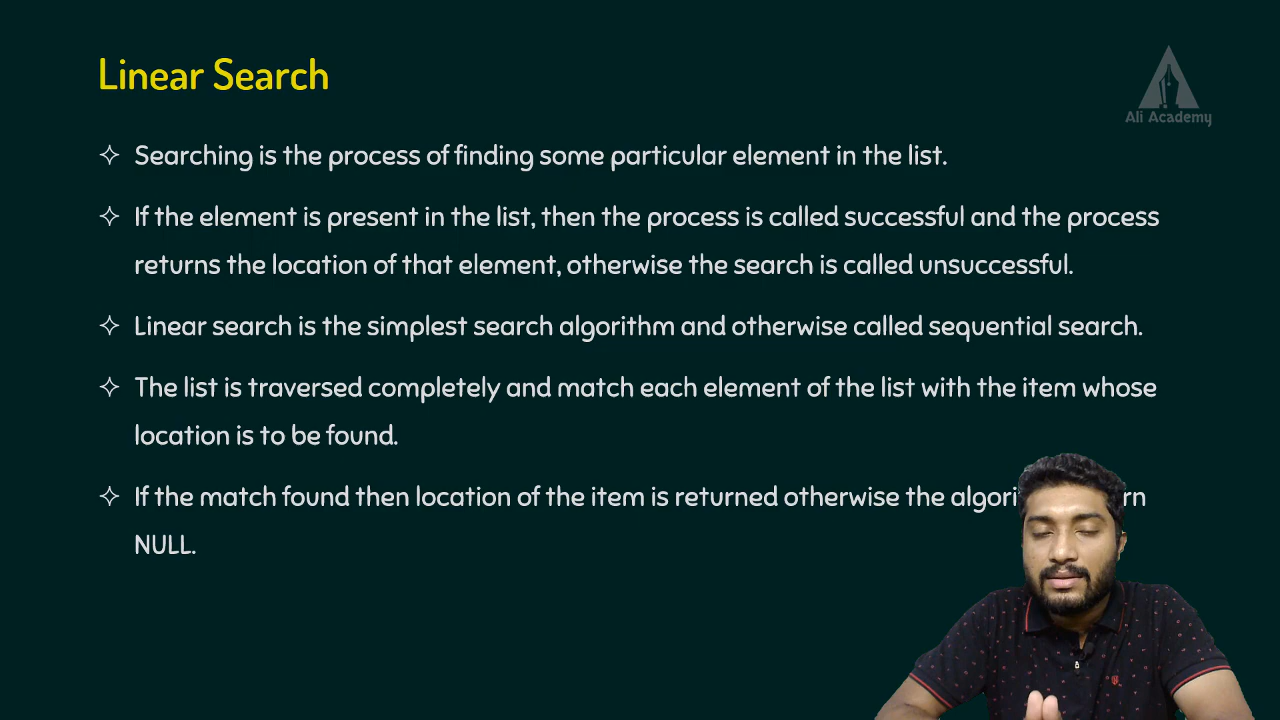 Linear Search
Ali Academy
Searching is the process of finding some particular element in the list.
If the element is present in the list, then the process is called successful and the process
returns the location of that element, otherwise the search is called unsuccessful.
Linear search is the simplest search algorithm and otherwise called sequential search.
The list is traversed completely and match each element of the list with the item whose
location is to be found.
If the match found then location of the item is returned otherwise the
NULL.